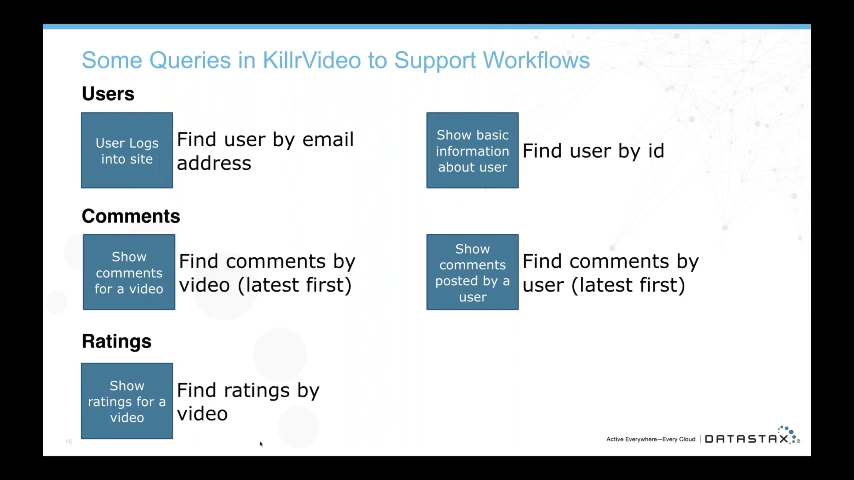 Some Queries in KillrVideo to Support Workflows
Users
User Logs
into site
Find user by email
address
Show basic
information
about user
Find user by id
Comments
Show
comments
for a video
Find comments by
video (latest first)
Show
comments
posted by a
user
Find comments by
user (latest first)
Ratings
Show
ratings for a
video
Find ratings by
video
15
Active Everywhere—Every Cloud | DATASTAX